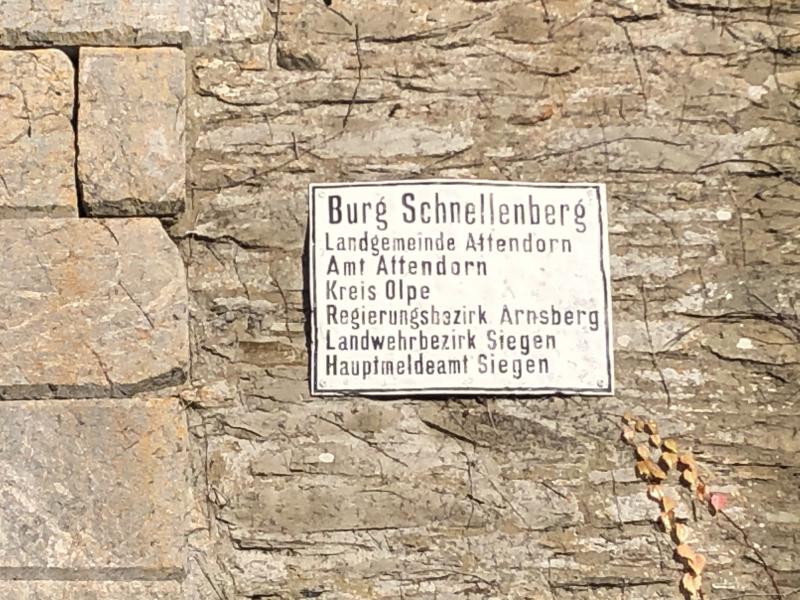 Burg Schnellenberg
Landgemeinde Attendorn
Amt Attendorn
Kreis Olpe
Regierungsbezirk Arnsberg
Landwehrbezirk Siegen
Hauptmeldeamt Siegen